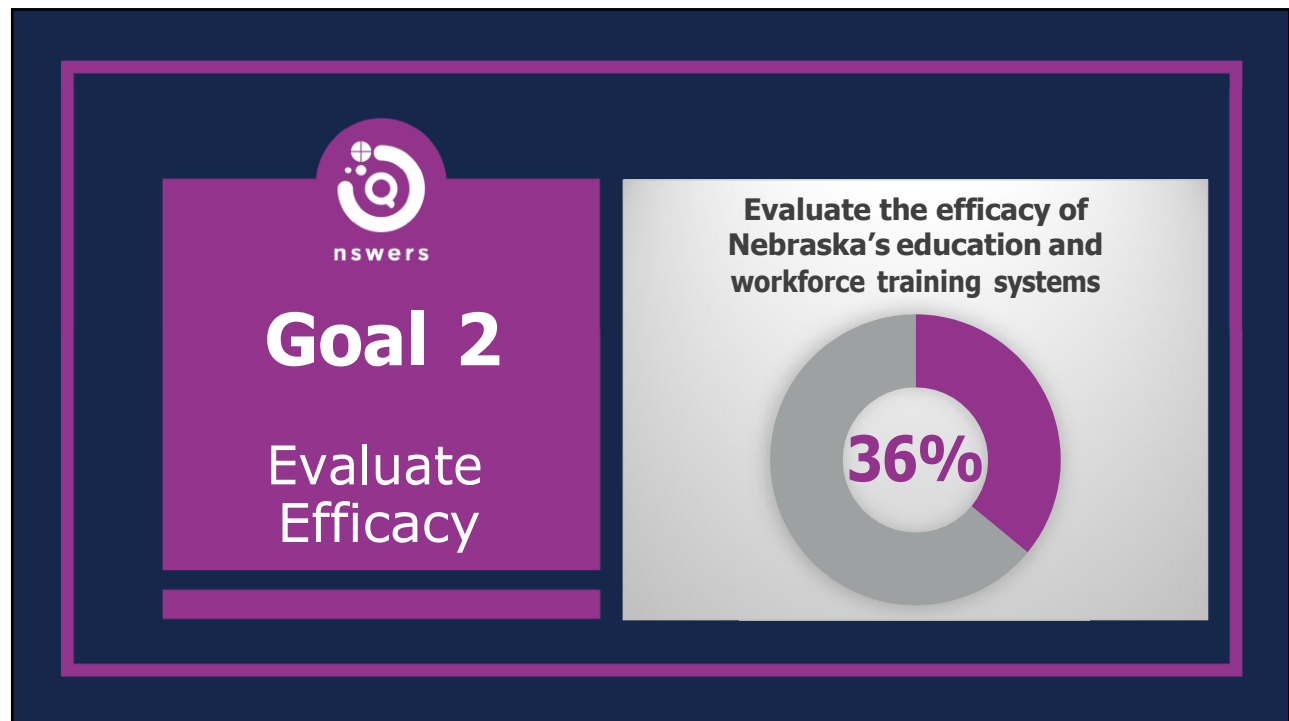 nswers
Goal 2
Evaluate
Efficacy
Evaluate the efficacy of
Nebraska’s education and
workforce training systems
36%